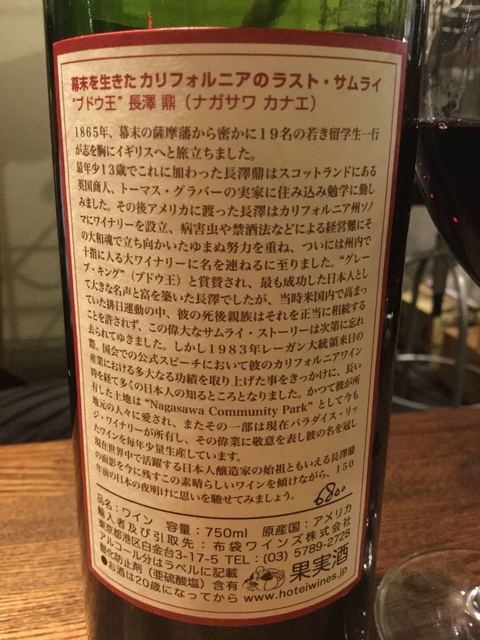 幕末を生きたカリフォルニアのラスト・サムライ
"ブドウ王" 長澤 鼎（ナガサワ カナエ）
1865年、幕末の薩摩藩から密かに19名の若き留学生一行
が志を胸にイギリスへと旅立ちました。
最年少13歳でこれに加わった長澤鼎はスコットランドにある
英国商人、トーマス・グラバーの実家に住み込み勉学に勤し
みました。その後アメリカに渡った長澤はカリフォルニア州ソノ
マにワイナリーを設立、病害虫や禁酒法などによる経営難にそ
の大和魂で立ち向かいたゆまぬ努力を重ね、ついには州内で
十指に入る大ワイナリーに名を連ねるに至りました。"グレー
プ・キング"（ブドウ王）と賞賛され、最も成功した日本人とし
て大きな名声と富を築いた長澤でしたが、当時米国内で高まっ
ていた排日運動の中、彼の死後親族はそれを正当に相続する
ことを許されず、この偉大なサムライ・ストーリーは次第に忘れ
去られてゆきました。しかし1983年レーガン大統領来日の
際、国会での公式スピーチにおいて彼のカリフォルニアワイン
産業における多大なる功績を取り上げた事をきっかけに、長い
時を経て多くの日本人の知るところとなりました。かつて彼が所
有した土地は"Nagasawa Community Park"として今も
地元の人々に愛され、またその一部は現在パラダイス・リッ
ジ・ワイナリーが所有し、その偉業に敬意を表し彼の名を冠し
たワインを毎年少量生産しています。
現在世界中で活躍する日本人醸造家の始祖ともいえる長澤鼎
の面影を今に残すこの素晴らしいワインを傾けながら、150
年前の日本の夜明けに思いを馳せてみましょう。
6800
品名：ワイン 容量：750ml 原産国：アメリカ
輸入者及び引取先：布袋ワインズ株式会社
東京都港区白金台3-17-5 TEL：(03) 5789-2728
アルコール分はラベルに記載
酸化防止剤（亜硫酸塩）含有
果実酒
●お酒は20歳になってから www.hoteiwines.jp